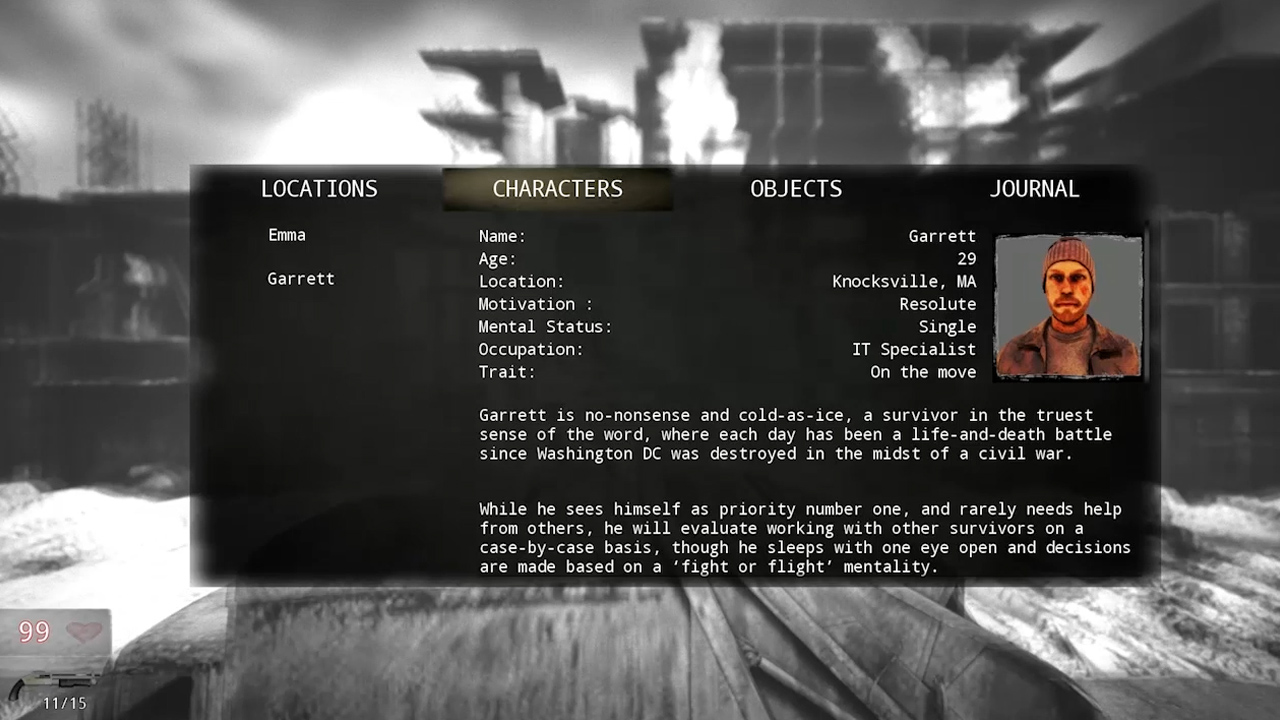 LOCATIONS CHARACTERS OBJECTS JOURNAL
Emma
Garrett
Name: Garrett
Age: 29
Location: Knocksville, MA
Motivation : Resolute
Mental Status: Single
Occupation: IT Specialist
Trait: On the move
Garrett is no-nonsense and cold-as-ice, a survivor in the truest
sense of the word, where each day has been a life-and-death battle
since Washington DC was destroyed in the midst of a civil war.
While he sees himself as priority number one, and rarely needs help
from others, he will evaluate working with other survivors on a
case-by-case basis, though he sleeps with one eye open and decisions
are made based on a ‘fight or flight’ mentality.
99
11/15